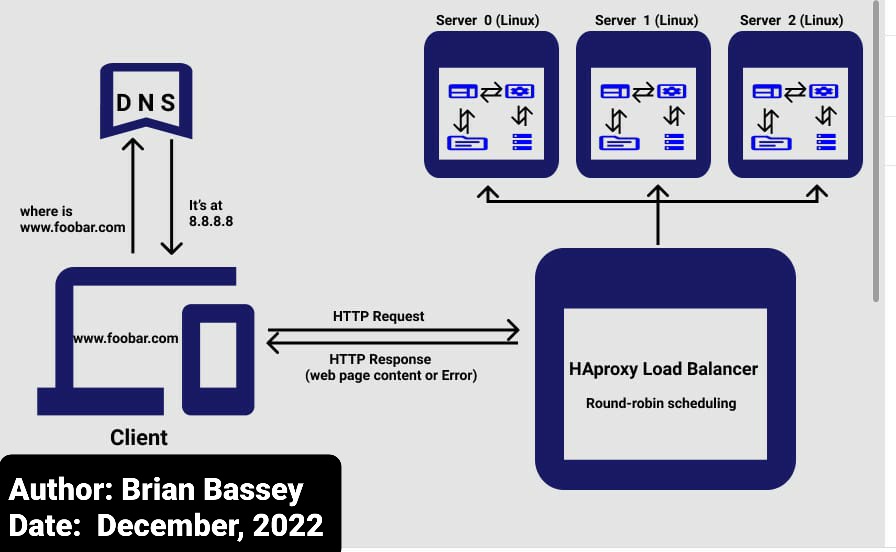 Server 0 (Linux)
Server 1 (Linux)
Server 2 (Linux)
DNS
where is
www.foobar.com
It's at
8.8.8.8
www.foobar.com
HTTP Request
HTTP Response
(web page content or Error)
HAproxy Load Balancer
Round-robin scheduling
Client
Author: Brian Bassey
Date: December, 2022